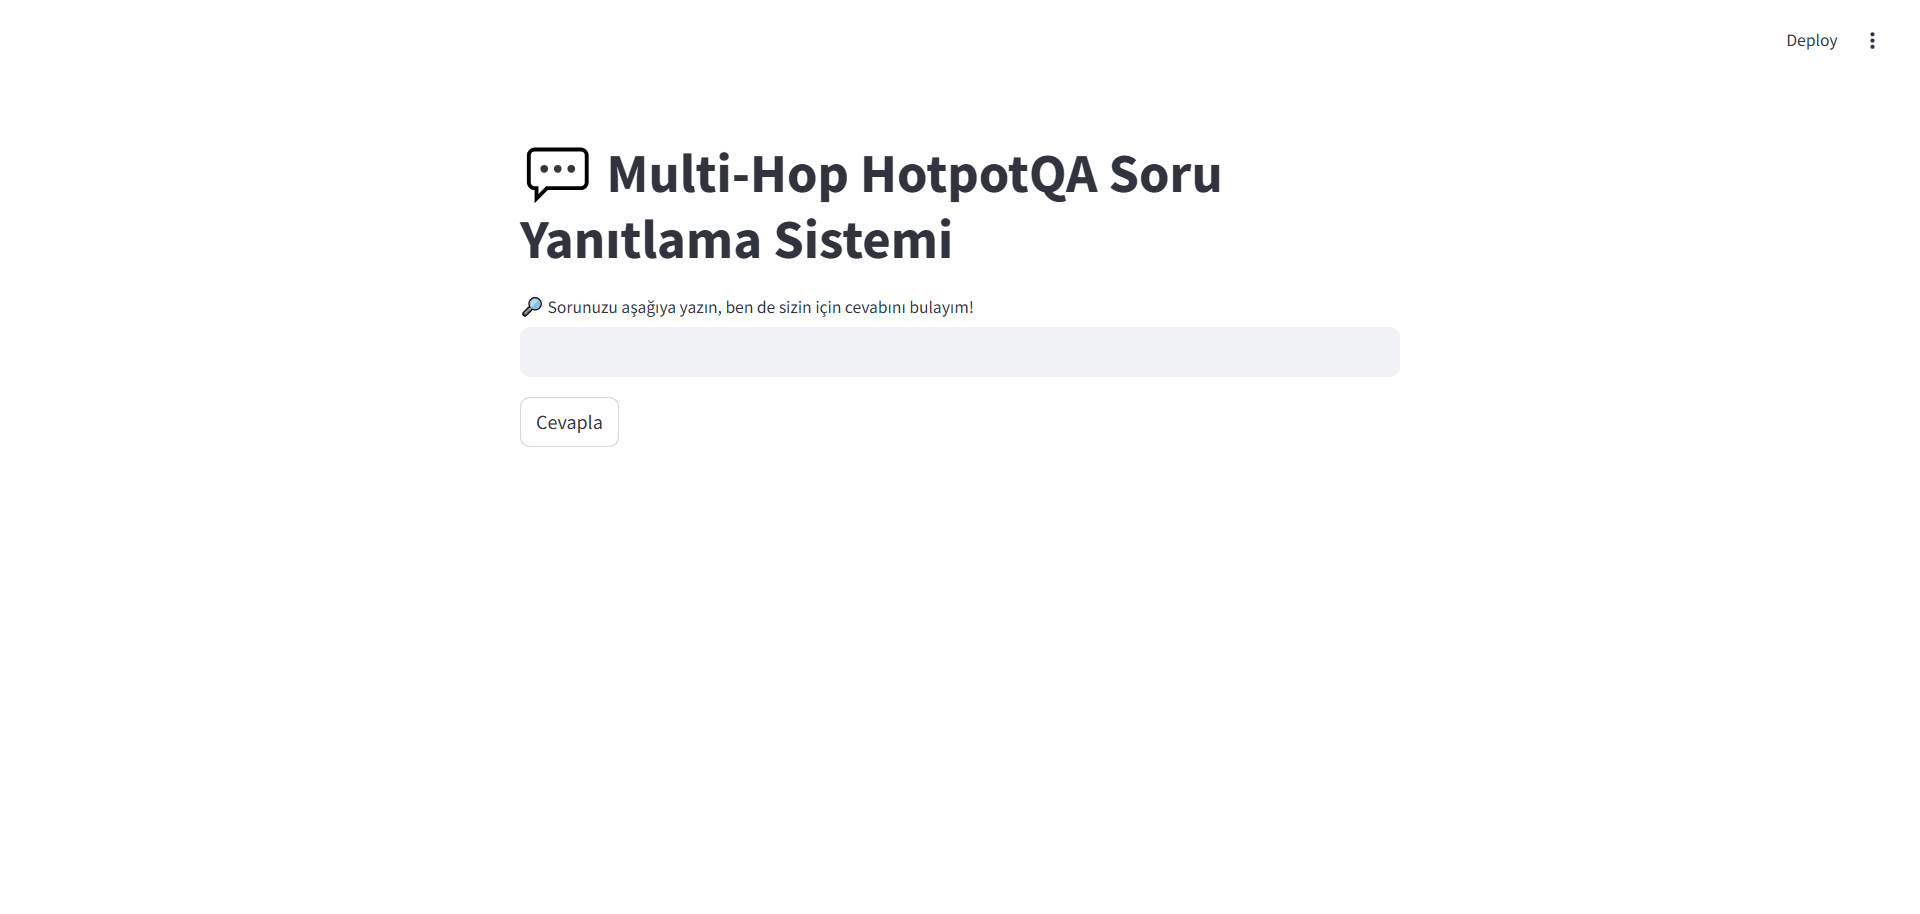 Deploy
💬 Multi-Hop HotpotQA Soru
Yanıtlama Sistemi
🔎 Sorunuzu aşağıya yazın, ben de sizin için cevabını bulayım!
Cevapla